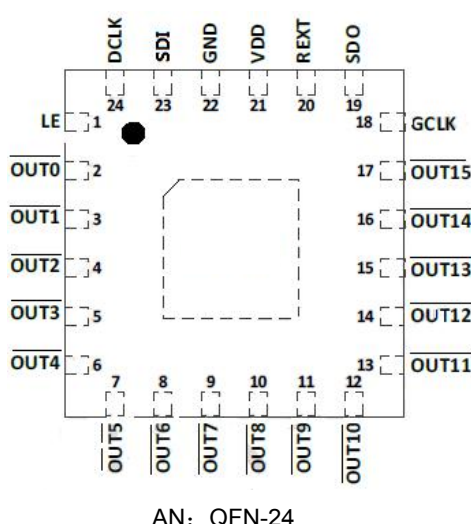 DCLK SDI GND VDD REXT SDO
24 23 22 21 20 19
LE 1 18 GCLK
OUT0 2 17 OUT15
OUT1 3 16 OUT14
OUT2 4 15 OUT13
OUT3 5 14 OUT12
OUT4 6 13 OUT11
7 8 9 10 11 12
OUT5 OUT6 OUT7 OUT8 OUT9 OUT10
AN：QFN-24